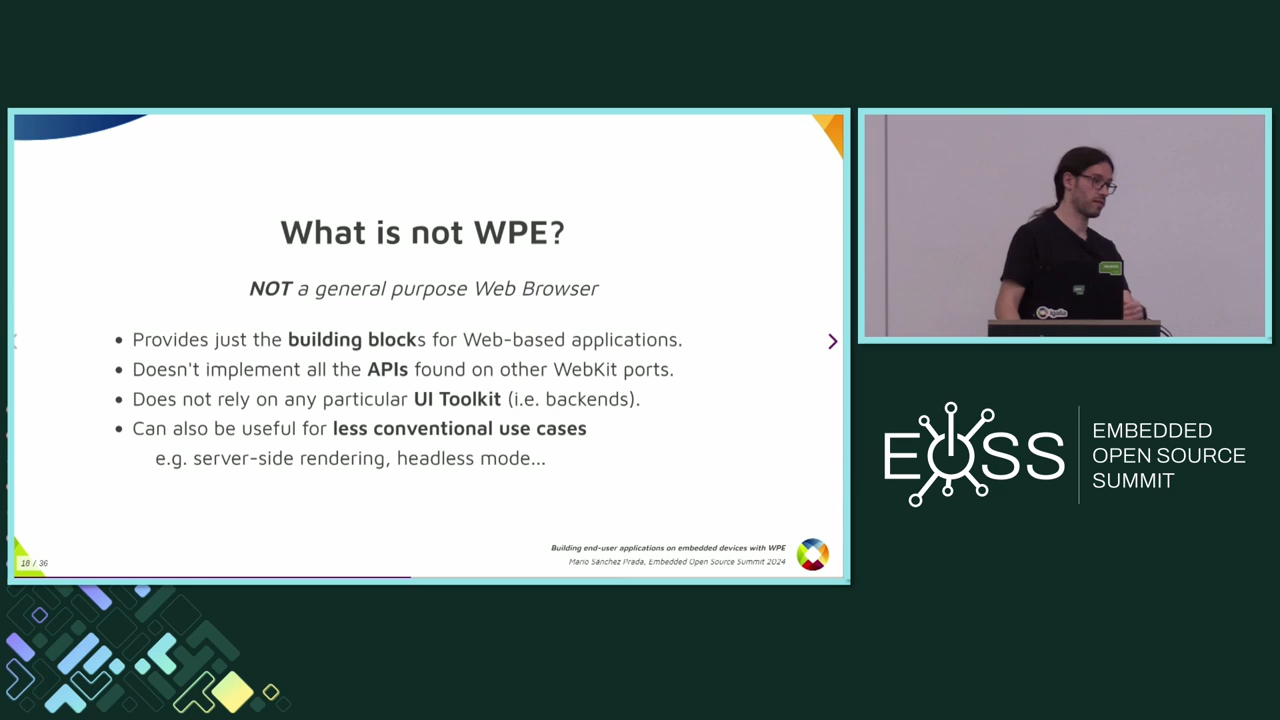 What is not WPE?
NOT a general purpose Web Browser
Provides just the building blocks for Web-based applications.
Doesn't implement all the APIs found on other WebKit ports.
Does not rely on any particular UI Toolkit (i.e. backends).
Can also be useful for less conventional use cases
e.g. server-side rendering, headless mode...
Building end-user applications on embedded devices with WPE
Mario Sánchez Prada, Embedded Open Source Summit 2024
18 / 36
igalia
EOSS
EMBEDDED
OPEN SOURCE
SUMMIT